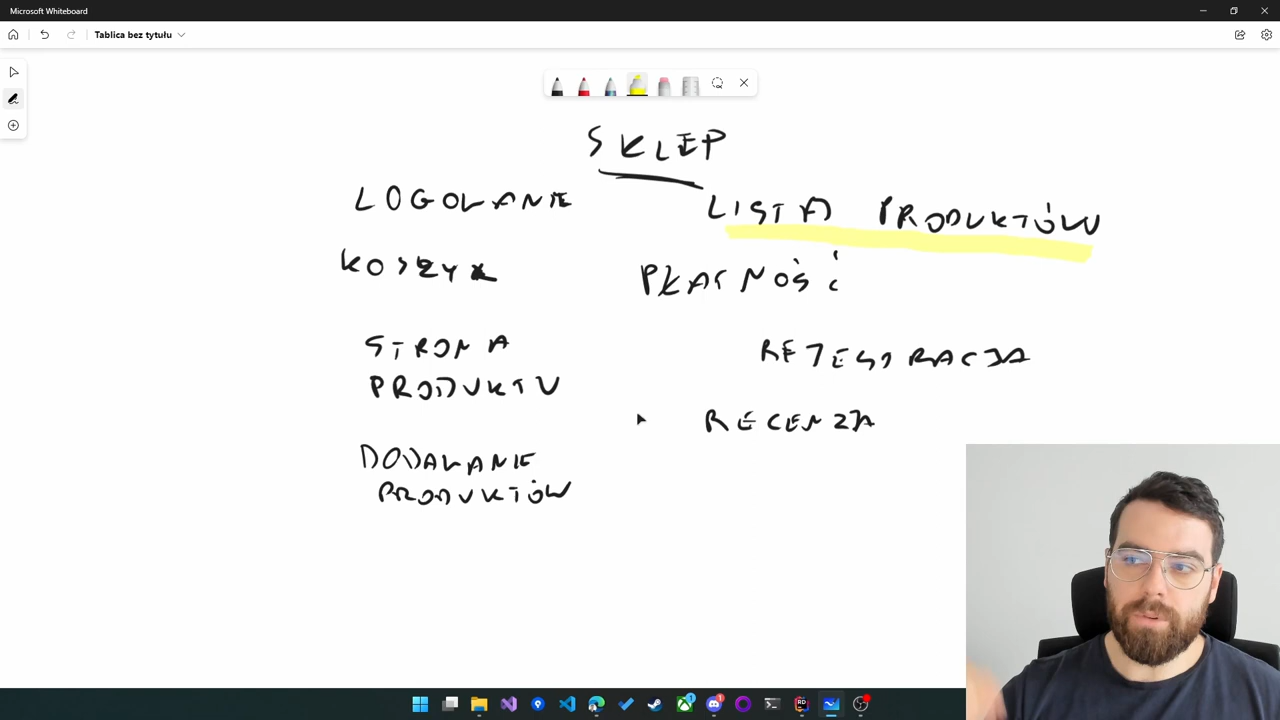 Microsoft Whiteboard
Tablica bez tytułu
SKLEP
LOGOWANIE
LISTA PRODUKTÓW
KOSZYK
PŁATNOŚĆ
STRONA
PRODUKTU
REJESTRACJA
RECENZJA
DODAWANIE
PRODUKTÓW